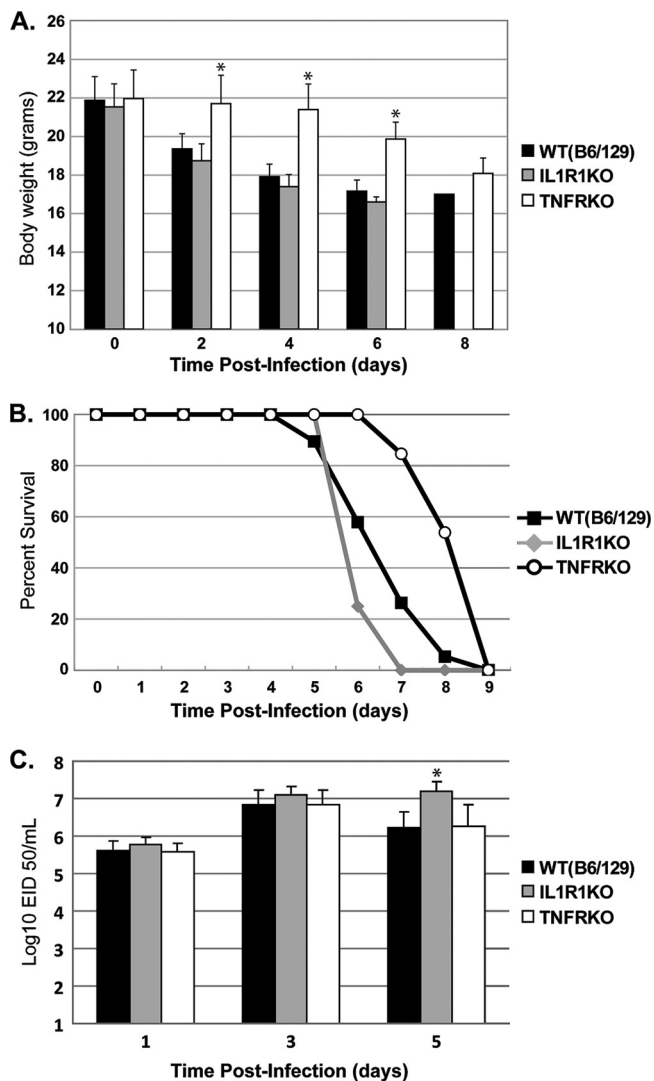 A.
Body weight (grams)
26
24
22
20
18
16
14
12
10
* * *
0 2 4 6 8
Time Post-Infection (days)
WT(B6/129)
IL1R1KO
TNFRKO
B.
Percent Survival
100
80
60
40
20
0
0 1 2 3 4 5 6 7 8 9
Time Post-Infection (days)
WT(B6/129)
IL1R1KO
TNFRKO
C.
Log10 EID 50/mL
8
7
6
5
4
3
2
1
*
1 3 5
Time Post-Infection (days)
WT(B6/129)
IL1R1KO
TNFRKO